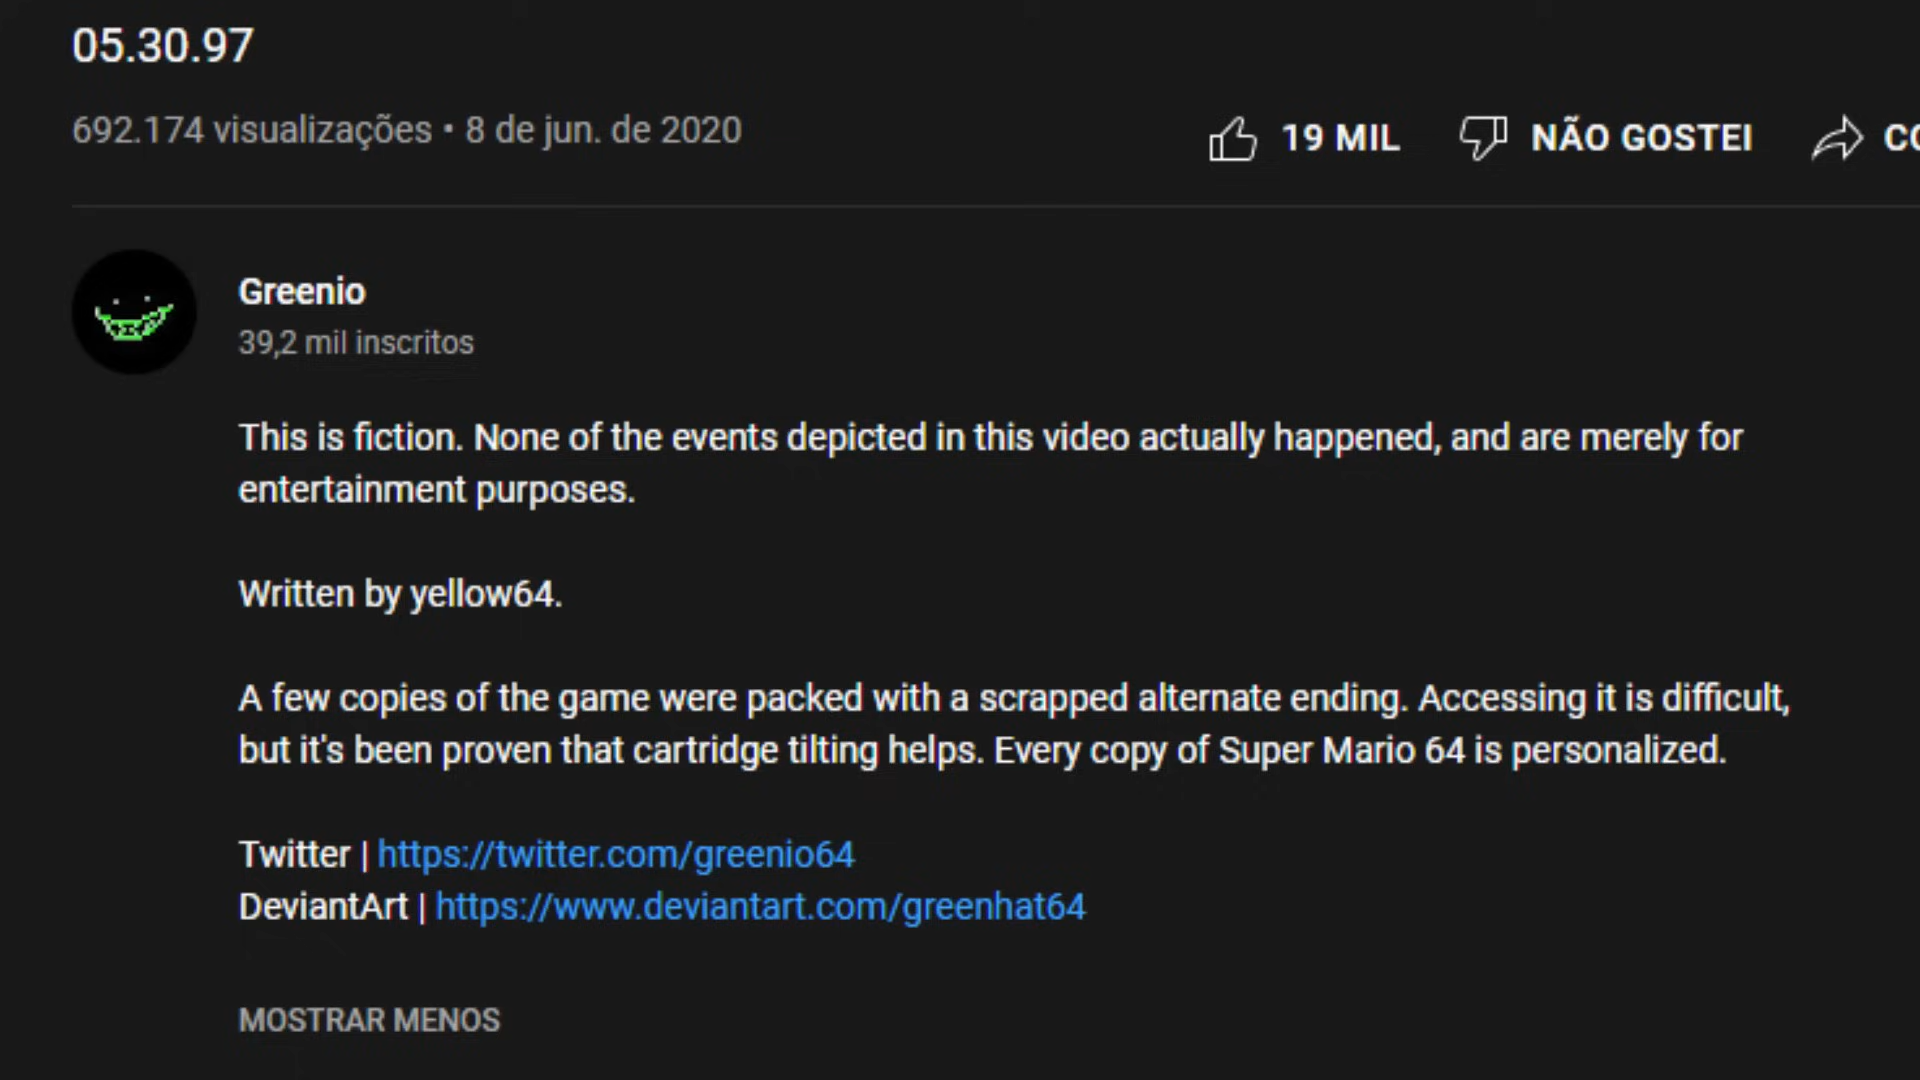 05.30.97
692.174 visualizações • 8 de jun. de 2020
19 MIL
NÃO GOSTEI
Greenio
39,2 mil inscritos
This is fiction. None of the events depicted in this video actually happened, and are merely for
entertainment purposes.
Written by yellow64.
A few copies of the game were packed with a scrapped alternate ending. Accessing it is difficult,
but it's been proven that cartridge tilting helps. Every copy of Super Mario 64 is personalized.
Twitter | https://twitter.com/greenio64
DeviantArt | https://www.deviantart.com/greenhat64
MOSTRAR MENOS